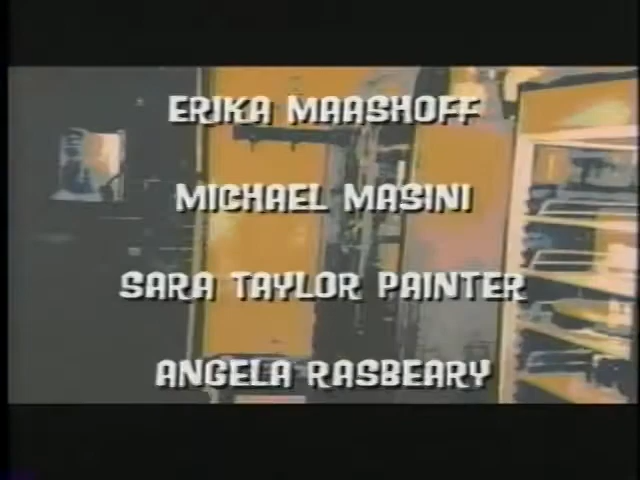 ERIKA MAASHOFF
MICHAEL MASINI
SARA TAYLOR PAINTER
ANGELA RASBEARY